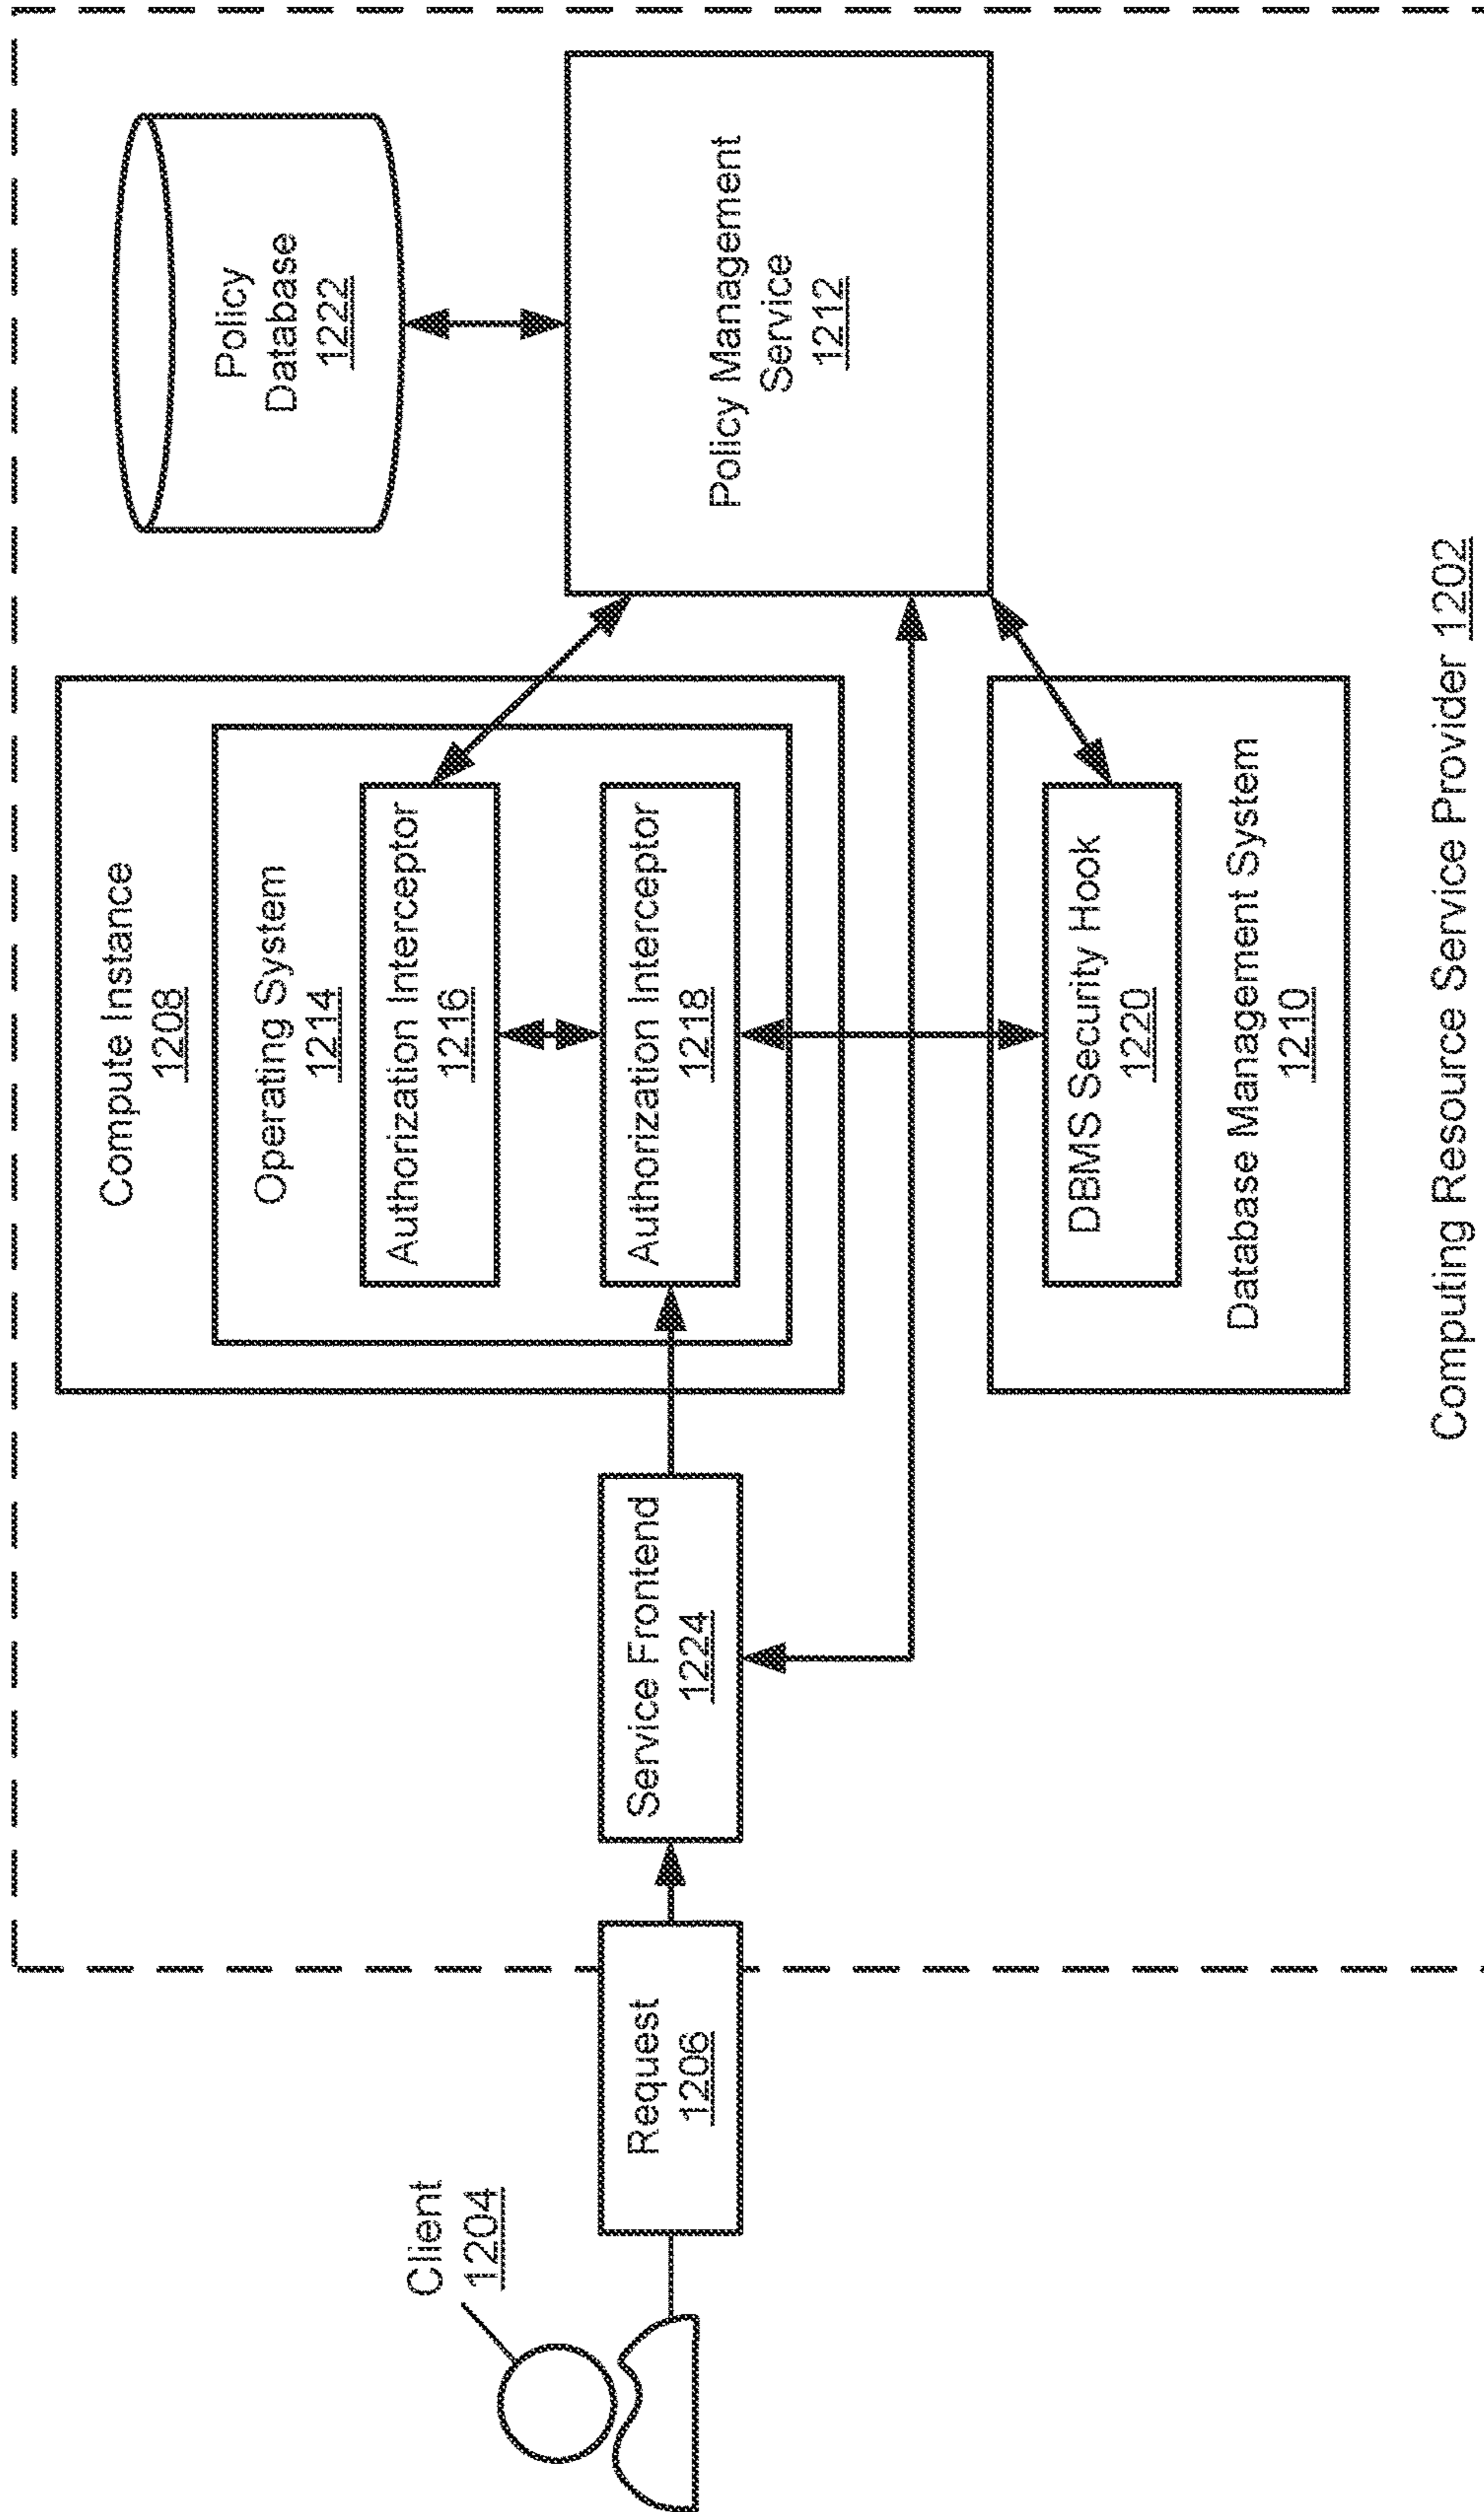 Client
1204
Request
1206
Service Frontend
1224
Compute Instance
1208
Operating System
1214
Authorization Interceptor
1216
Authorization Interceptor
1218
DBMS Security Hook
1220
Database Management System
1210
Policy
Database
1222
Policy Management
Service
1212
Computing Resource Service Provider 1202